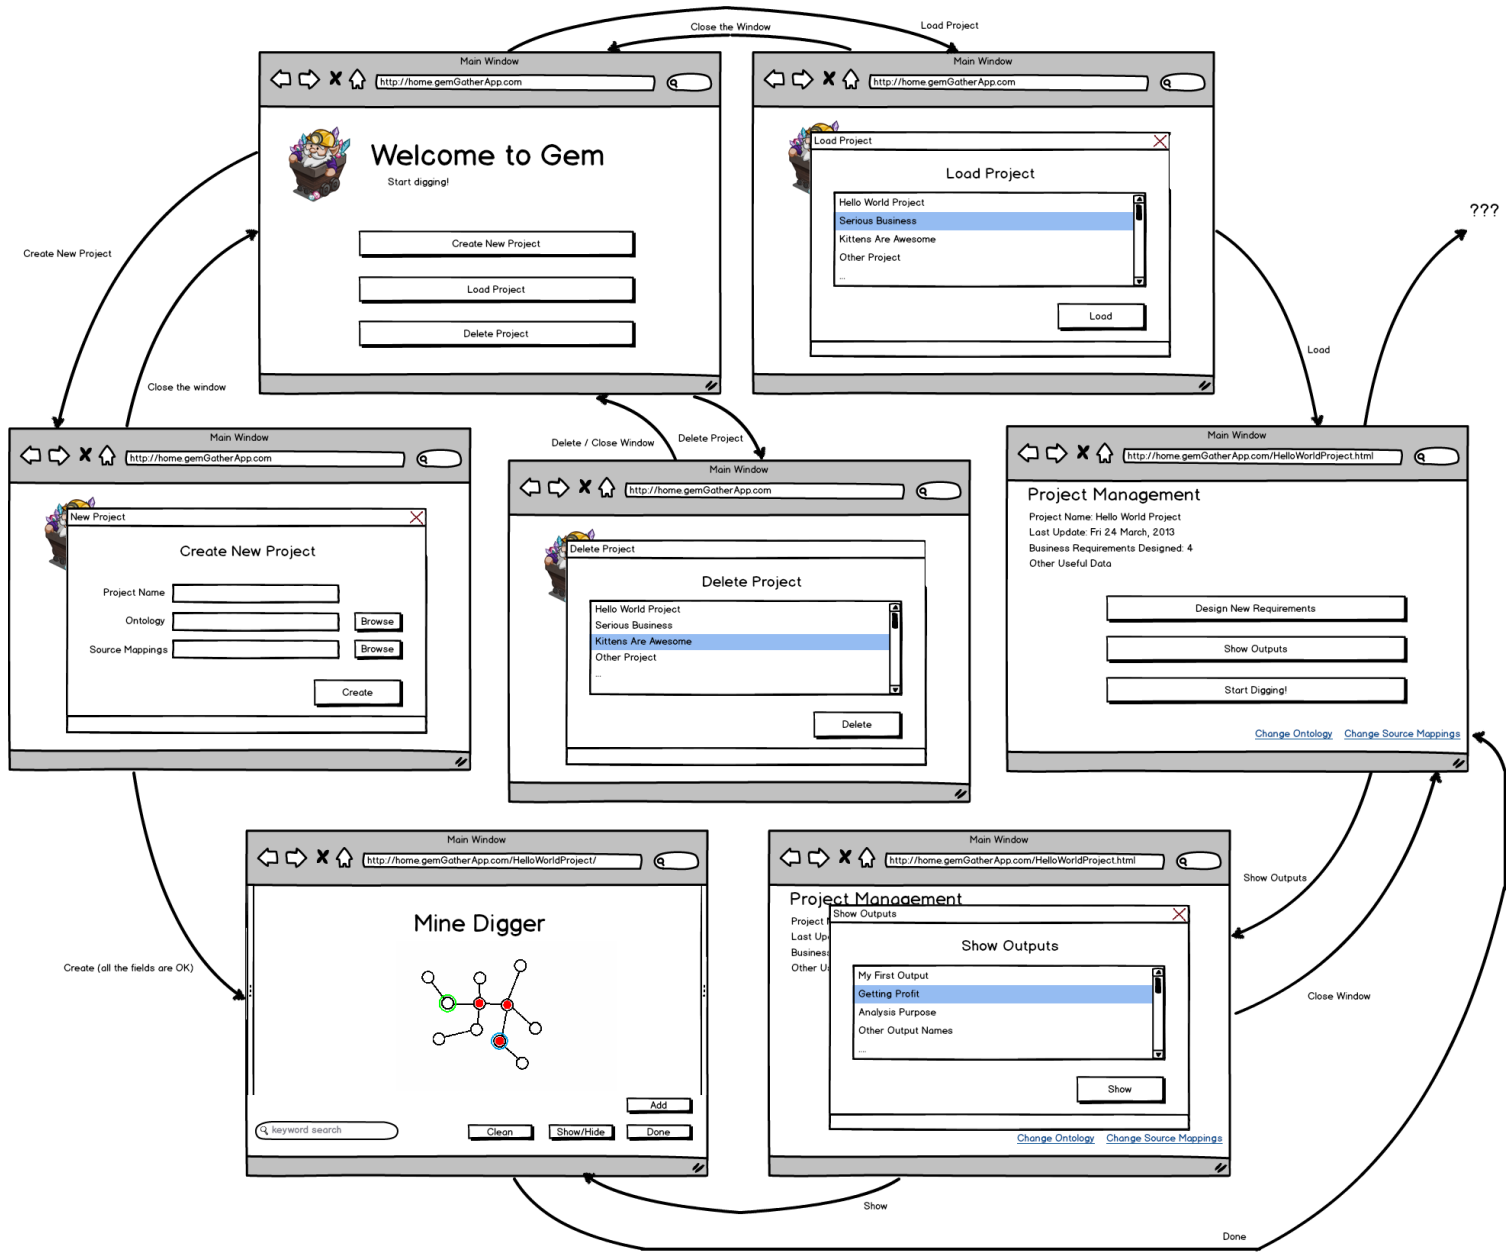 Close the Window
Load Project
Main Window
http://home.gemGatherApp.com
Welcome to Gem
Start digging!
Create New Project
Load Project
Delete Project
Main Window
http://home.gemGatherApp.com
Load Project
Load Project
Hello World Project
Serious Business
Kittens Are Awesome
Other Project
...
Load
???
Create New Project
Close the window
Delete / Close Window
Delete Project
Load
Main Window
http://home.gemGatherApp.com
New Project
Create New Project
Project Name
Ontology
Browse
Source Mappings
Browse
Create
Main Window
http://home.gemGatherApp.com
Delete Project
Delete Project
Hello World Project
Serious Business
Kittens Are Awesome
Other Project
...
Delete
Main Window
http://home.gemGatherApp.com/HelloWorldProject.html
Project Management
Project Name: Hello World Project
Last Update: Fri 24 March, 2013
Business Requirements Designed: 4
Other Useful Data
Design New Requirements
Show Outputs
Start Digging!
Change Ontology Change Source Mappings
Create (all the fields are OK)
Main Window
http://home.gemGatherApp.com/HelloWorldProject/
Mine Digger
Add
keyword search
Clean
Show/Hide
Done
Main Window
http://home.gemGatherApp.com/HelloWorldProject.html
Project Management
Project
Last Up
Business
Other U
Show Outputs
Show Outputs
My First Output
Getting Profit
Analysis Purpose
Other Output Names
....
Show
Change Ontology Change Source Mappings
Show Outputs
Close Window
Show
Done